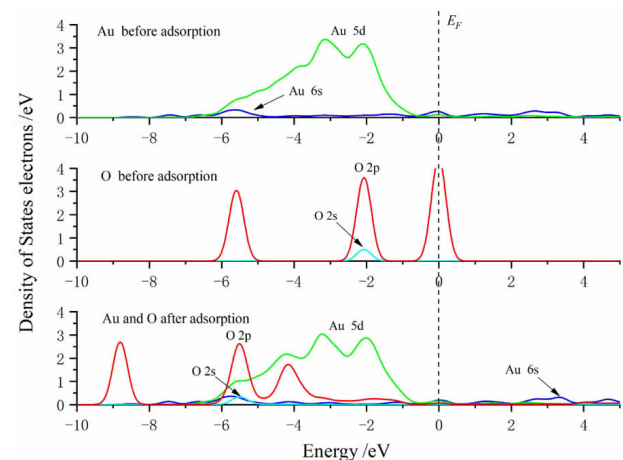 Density of States electrons /eV
Au before adsorption
Au 5d
E_F
Au 6s
4
3
2
1
0
-10 -8 -6 -4 -2 0 2 4
O before adsorption
O 2p
O 2s
4
3
2
1
0
-10 -8 -6 -4 -2 0 2 4
Au and O after adsorption
Au 5d
O 2p
O 2s
Au 6s
4
3
2
1
0
-10 -8 -6 -4 -2 0 2 4
Energy /eV